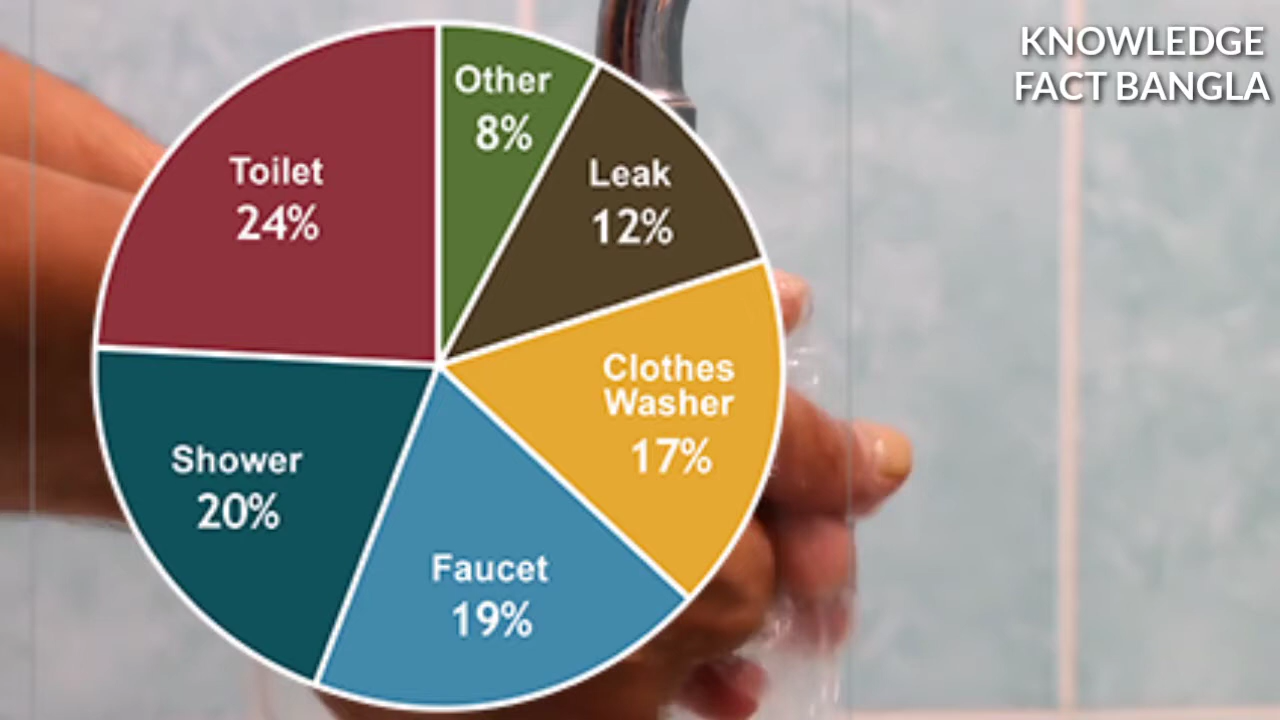 KNOWLEDGE
FACT BANGLA
Other
8%
Leak
12%
Toilet
24%
Clothes
Washer
17%
Shower
20%
Faucet
19%